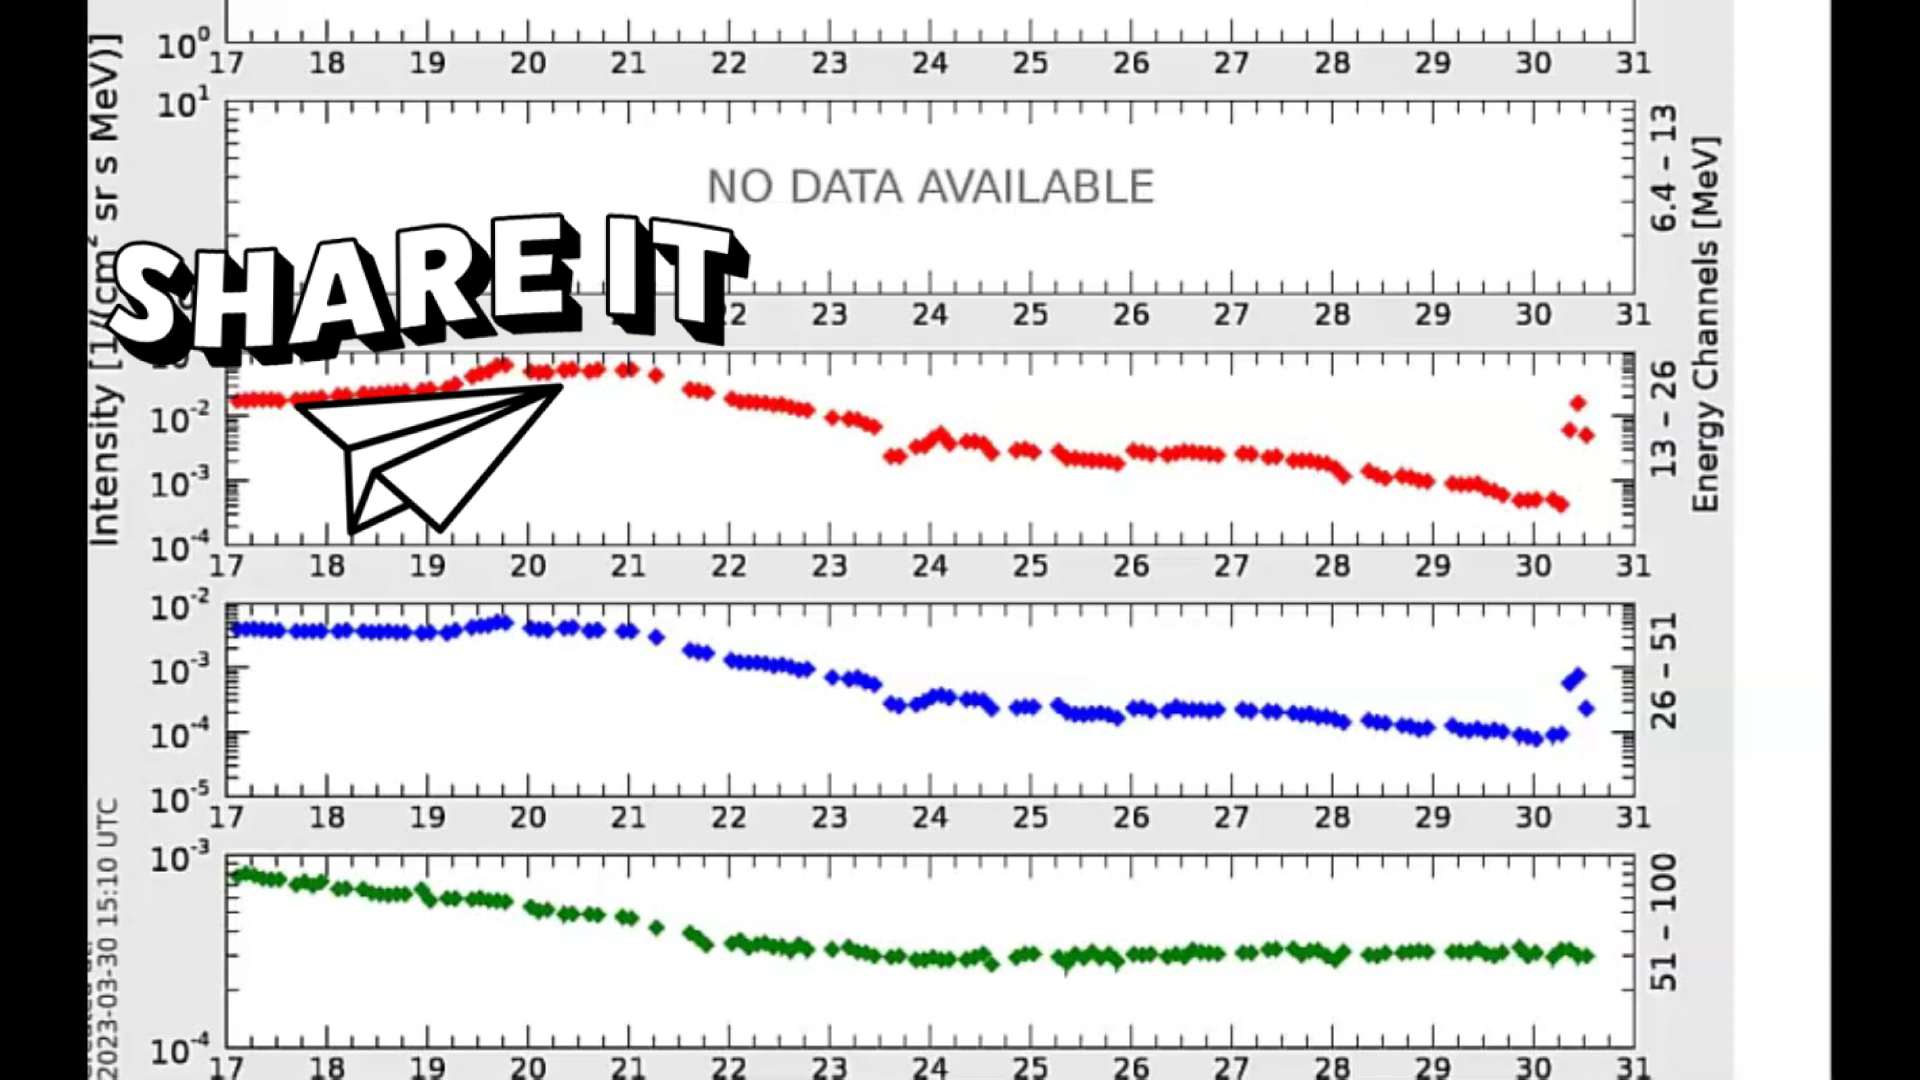 10⁰
17 18 19 20 21 22 23 24 25 26 27 28 29 30 31
10¹
NO DATA AVAILABLE
6.4 – 13
SHARE IT
22 23 24 25 26 27 28 29 30 31
Intensity [1/(cm² sr s MeV)]
Energy Channels [MeV]
10⁻²
10⁻³
10⁻⁴
13 – 26
17 18 19 20 21 22 23 24 25 26 27 28 29 30 31
10⁻²
10⁻³
10⁻⁴
10⁻⁵
26 – 51
17 18 19 20 21 22 23 24 25 26 27 28 29 30 31
10⁻³
10⁻⁴
51 – 100
17 18 19 20 21 22 23 24 25 26 27 28 29 30 31
2023-03-30 15:10 UTC